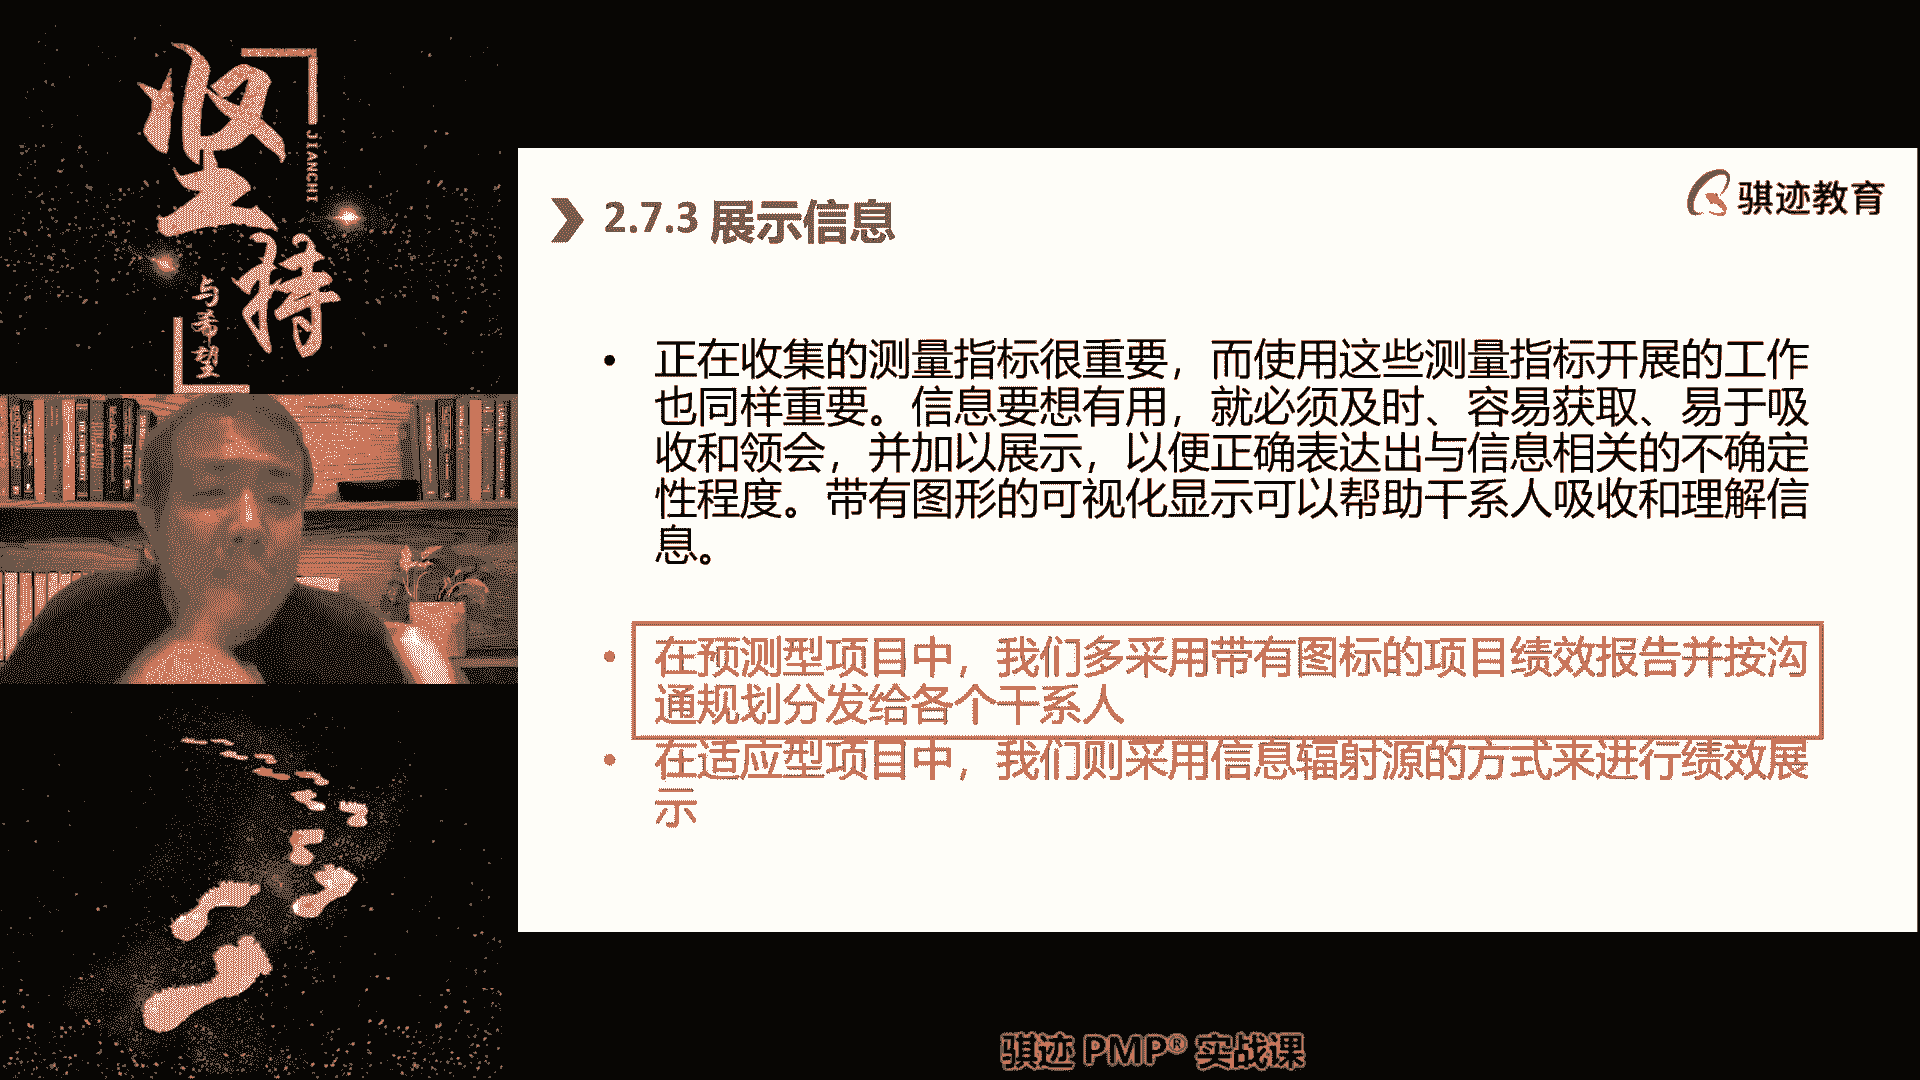 坚持
JIANCHI
与希望
2.7.3 展示信息
骐迹教育
• 正在收集的测量指标很重要，而使用这些测量指标开展的工作
也同样重要。信息要想有用，就必须及时、容易获取、易于吸
收和领会，并加以展示，以便正确表达出与信息相关的不确定
性程度。带有图形的可视化显示可以帮助干系人吸收和理解信
息。
• 在预测型项目中，我们多采用带有图标的项目绩效报告并按沟
通规划分发给各个干系人
• 在适应型项目中，我们则采用信息辐射源的方式来进行绩效展
示
骐迹 PMP® 实战课